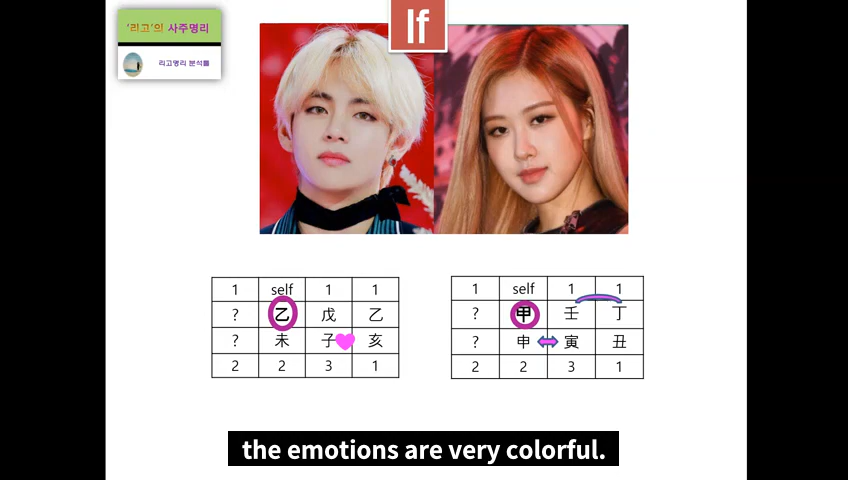 '리고'의 사주명리
리고명리 분석틀
If
1 self 1 1
? 乙 戊 乙
? 未 子 亥
2 2 3 1
1 self 1 1
? 甲 壬 丁
? 申 寅 丑
2 2 3 1
the emotions are very colorful.